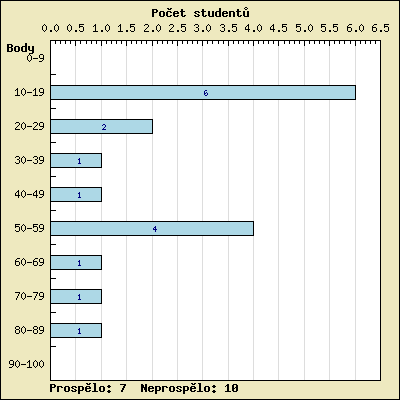 Počet studentů
0.0 0.5 1.0 1.5 2.0 2.5 3.0 3.5 4.0 4.5 5.0 5.5 6.0 6.5
Body
0-9
10-19 6
20-29 2
30-39 1
40-49 1
50-59 4
60-69 1
70-79 1
80-89 1
90-100
Prospělo: 7 Neprospělo: 10